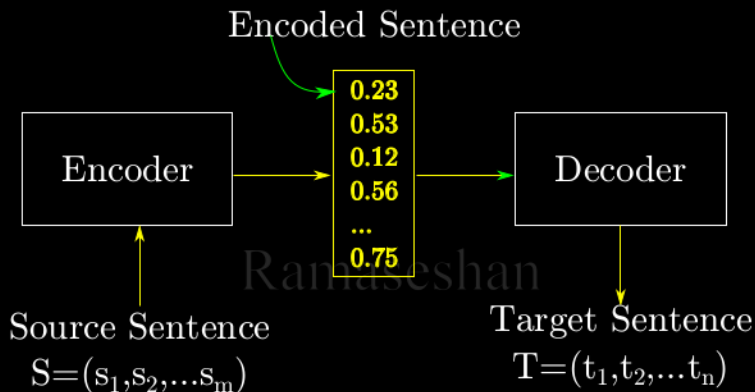 Encoded Sentence
0.23
0.53
0.12
0.56
...
0.75
Encoder
Decoder
Ramaseshan
Source Sentence
S=(s₁,s₂,...sₘ)
Target Sentence
T=(t₁,t₂,...tₙ)